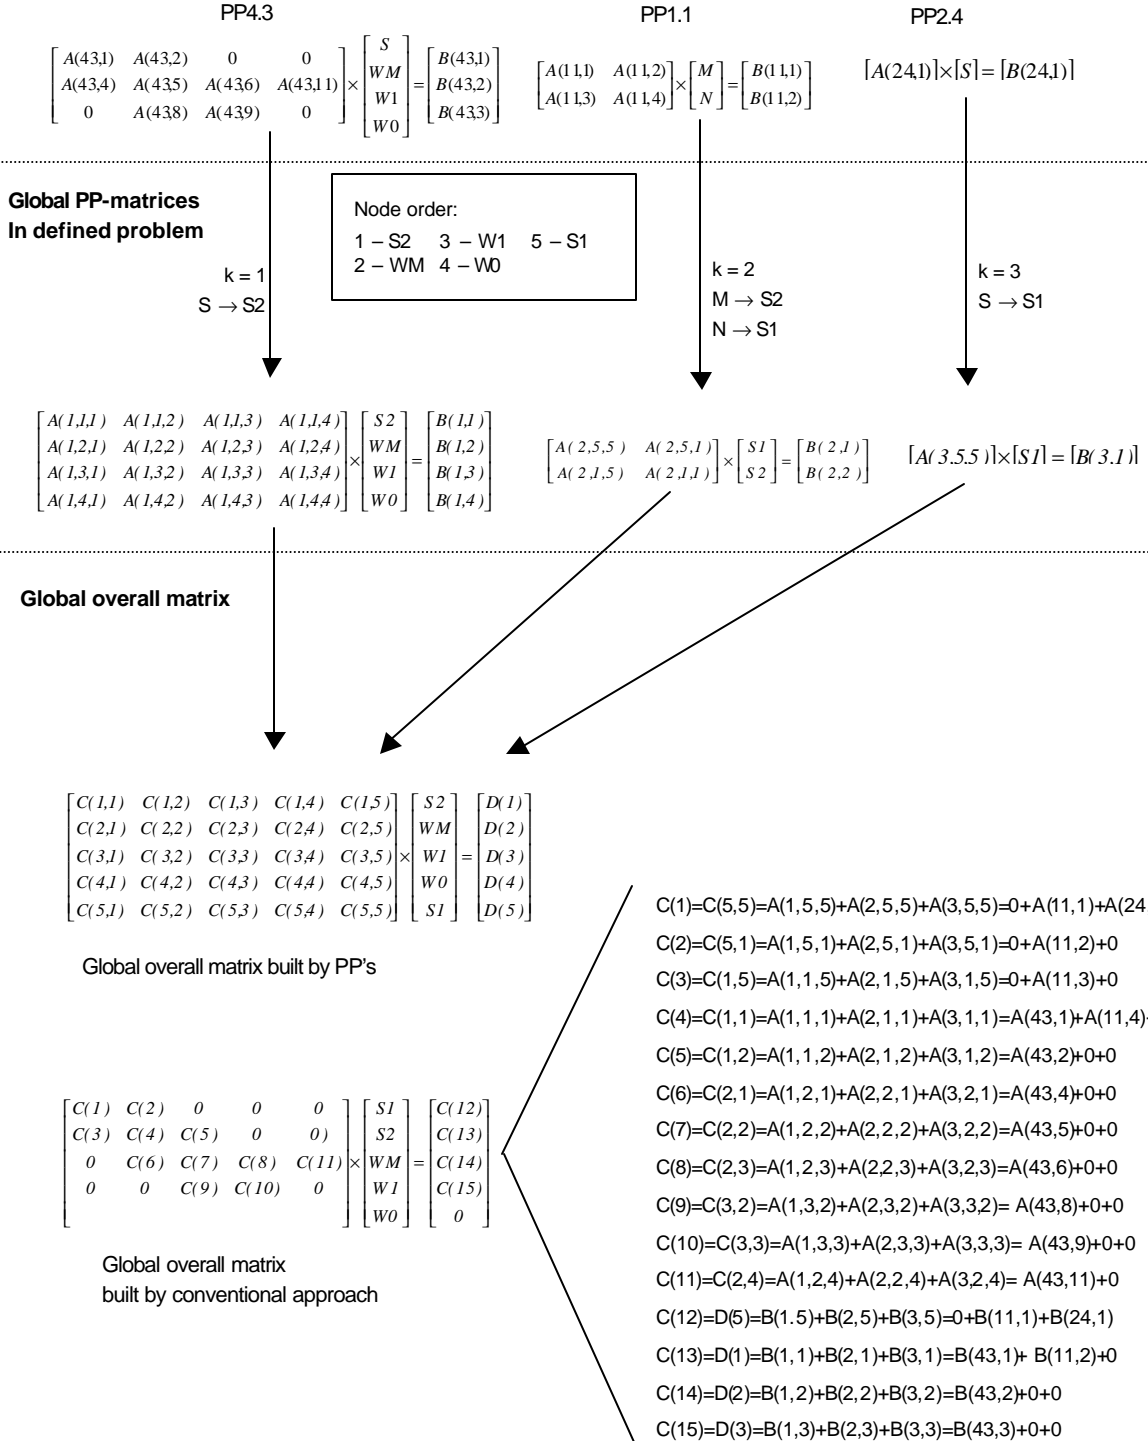 PP4.3 PP1.1 PP2.4
[A(43,1) A(43,2) 0 0] [S] [B(43,1)]
[A(43,4) A(43,5) A(43,6) A(43,11)] × [WM] = [B(43,2)]
[0 A(43,8) A(43,9) 0] [W1] [B(43,3)]
[W0]
[A(11,1) A(11,2)] × [M] = [B(11,1)]
[A(11,3) A(11,4)] [N] [B(11,2)]
[A(24,1)]×[S]=[B(24,1)]
Global PP-matrices
In defined problem
Node order:
1 – S2 3 – W1 5 – S1
2 – WM 4 – W0
k = 1
S → S2
k = 2
M → S2
N → S1
k = 3
S → S1
[A(1,1,1) A(1,1,2) A(1,1,3) A(1,1,4)] [S2] [B(1,1)]
[A(1,2,1) A(1,2,2) A(1,2,3) A(1,2,4)] × [WM] = [B(1,2)]
[A(1,3,1) A(1,3,2) A(1,3,3) A(1,3,4)] [W1] [B(1,3)]
[A(1,4,1) A(1,4,2) A(1,4,3) A(1,4,4)] [W0] [B(1,4)]
[A(2,5,5) A(2,5,1)] × [S1] = [B(2,1)]
[A(2,1,5) A(2,1,1)] [S2] [B(2,2)]
[A(3.5.5)]×[S1] = [B(3.1)]
Global overall matrix
[C(1,1) C(1,2) C(1,3) C(1,4) C(1,5)] [S2] [D(1)]
[C(2,1) C(2,2) C(2,3) C(2,4) C(2,5)] [WM] [D(2)]
[C(3,1) C(3,2) C(3,3) C(3,4) C(3,5)] × [W1] = [D(3)]
[C(4,1) C(4,2) C(4,3) C(4,4) C(4,5)] [W0] [D(4)]
[C(5,1) C(5,2) C(5,3) C(5,4) C(5,5)] [S1] [D(5)]
Global overall matrix built by PP's
[C(1) C(2) 0 0 0] [S1] [C(12)]
[C(3) C(4) C(5) 0 0)] [S2] [C(13)]
[0 C(6) C(7) C(8) C(11)] × [WM] = [C(14)]
[0 0 C(9) C(10) 0] [W1] [C(15)]
[W0] [0]
Global overall matrix
built by conventional approach
C(1)=C(5,5)=A(1,5,5)+A(2,5,5)+A(3,5,5)=0+A(11,1)+A(24
C(2)=C(5,1)=A(1,5,1)+A(2,5,1)+A(3,5,1)=0+A(11,2)+0
C(3)=C(1,5)=A(1,1,5)+A(2,1,5)+A(3,1,5)=0+A(11,3)+0
C(4)=C(1,1)=A(1,1,1)+A(2,1,1)+A(3,1,1)=A(43,1)+A(11,4)+
C(5)=C(1,2)=A(1,1,2)+A(2,1,2)+A(3,1,2)=A(43,2)+0+0
C(6)=C(2,1)=A(1,2,1)+A(2,2,1)+A(3,2,1)=A(43,4)+0+0
C(7)=C(2,2)=A(1,2,2)+A(2,2,2)+A(3,2,2)=A(43,5)+0+0
C(8)=C(2,3)=A(1,2,3)+A(2,2,3)+A(3,2,3)=A(43,6)+0+0
C(9)=C(3,2)=A(1,3,2)+A(2,3,2)+A(3,3,2)= A(43,8)+0+0
C(10)=C(3,3)=A(1,3,3)+A(2,3,3)+A(3,3,3)= A(43,9)+0+0
C(11)=C(2,4)=A(1,2,4)+A(2,2,4)+A(3,2,4)= A(43,11)+0
C(12)=D(5)=B(1.5)+B(2,5)+B(3,5)=0+B(11,1)+B(24,1)
C(13)=D(1)=B(1,1)+B(2,1)+B(3,1)=B(43,1)+ B(11,2)+0
C(14)=D(2)=B(1,2)+B(2,2)+B(3,2)=B(43,2)+0+0
C(15)=D(3)=B(1,3)+B(2,3)+B(3,3)=B(43,3)+0+0